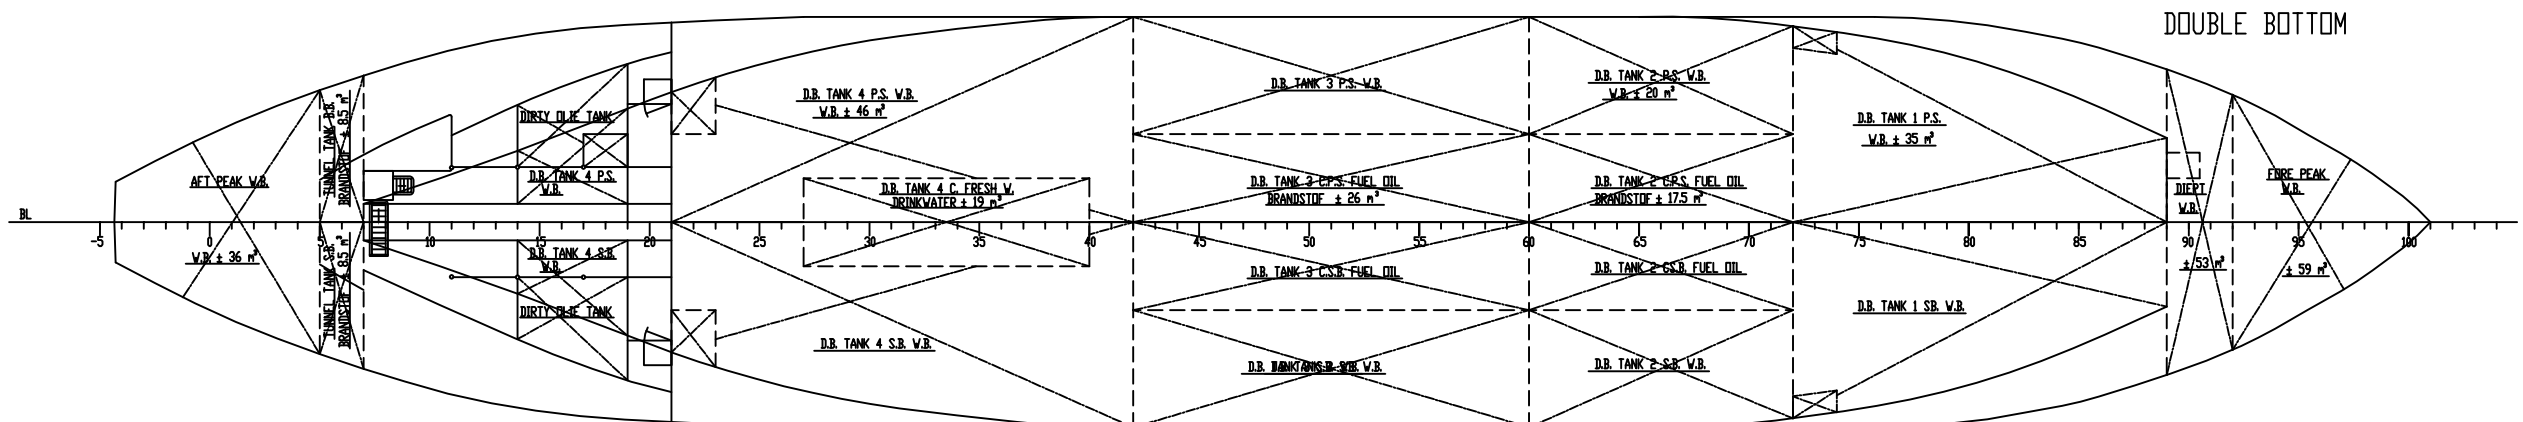 DOUBLE BOTTOM
D.B. TANK 4 P.S. W.B.
W.B. ± 46 m³
D.B. TANK 3 P.S. W.B.
D.B. TANK 2 P.S. W.B.
W.B. ± 20 m³
D.B. TANK 1 P.S.
W.B. ± 35 m³
DIRTY OLIE TANK
TUNNEL TANK B.B.
BRANDSTOF ± 8.5 m³
AFT PEAK W.B.
D.B. TANK 4 P.S.
W.B.
D.B. TANK 4 C. FRESH W.
DRINKWATER ± 19 m³
D.B. TANK 3 C.P.S. FUEL OIL
BRANDSTOF ± 26 m³
D.B. TANK 2 C.P.S. FUEL OIL
BRANDSTOF ± 17.5 m³
DIEPT
W.B.
FORE PEAK
W.B.
BL
-5 0 5 10 15 20 25 30 35 40 45 50 55 60 65 70 75 80 85 90 95 100
W.B. ± 36 m³
TUNNEL TANK S.B.
BRANDSTOF ± 8.5 m³
D.B. TANK 4 S.B.
W.B.
D.B. TANK 3 C.S.B. FUEL OIL
D.B. TANK 2 C.S.B. FUEL OIL
± 53 m³
± 59 m³
DIRTY OLIE TANK
D.B. TANK 4 S.B. W.B.
D.B. TANK 2 S.B. W.B.
D.B. TANK 1 SB. W.B.